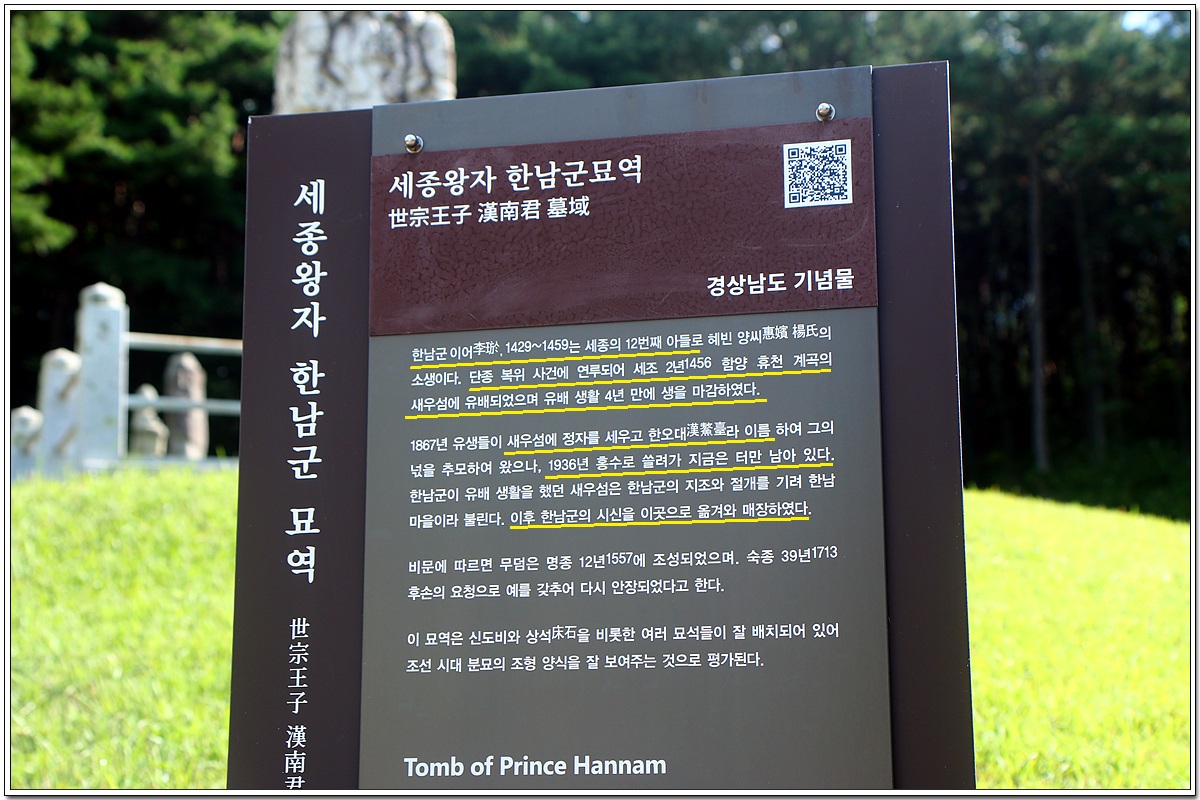 세종왕자 한남군 묘역 世宗王子 漢南君
세종왕자 한남군묘역
世宗王子 漢南君 墓域
경상남도 기념물
한남군 이어李𤥽, 1429~1459는 세종의 12번째 아들로 혜빈 양씨惠嬪 楊氏의
소생이다. 단종 복위 사건에 연루되어 세조 2년1456 함양 휴천 계곡의
새우섬에 유배되었으며 유배 생활 4년 만에 생을 마감하였다.
1867년 유생들이 새우섬에 정자를 세우고 한오대漢鰲臺라 이름 하여 그의
넋을 추모하여 왔으나, 1936년 홍수로 쓸려가 지금은 터만 남아 있다.
한남군이 유배 생활을 했던 새우섬은 한남군의 지조와 절개를 기려 한남
마을이라 불린다. 이후 한남군의 시신을 이곳으로 옮겨와 매장하였다.
비문에 따르면 무덤은 명종 12년1557에 조성되었으며. 숙종 39년1713
후손의 요청으로 예를 갖추어 다시 안장되었다고 한다.
이 묘역은 신도비와 상석床石을 비롯한 여러 묘석들이 잘 배치되어 있어
조선 시대 분묘의 조형 양식을 잘 보여주는 것으로 평가된다.
Tomb of Prince Hannam